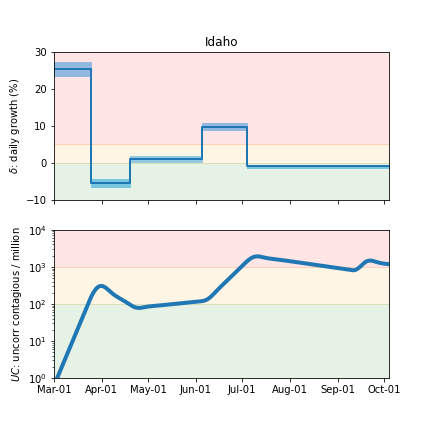 Idaho
δ: daily growth (%)
30
20
10
0
−10
UC: uncorr contagious / million
10⁴
10³
10²
10¹
10⁰
Mar-01 Apr-01 May-01 Jun-01 Jul-01 Aug-01 Sep-01 Oct-01